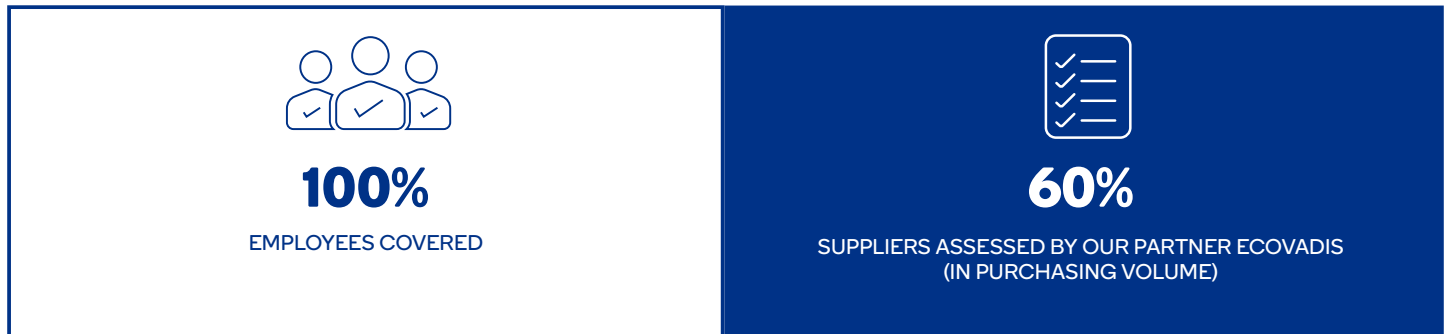 100%
EMPLOYEES COVERED
60%
SUPPLIERS ASSESSED BY OUR PARTNER ECOVADIS
(IN PURCHASING VOLUME)